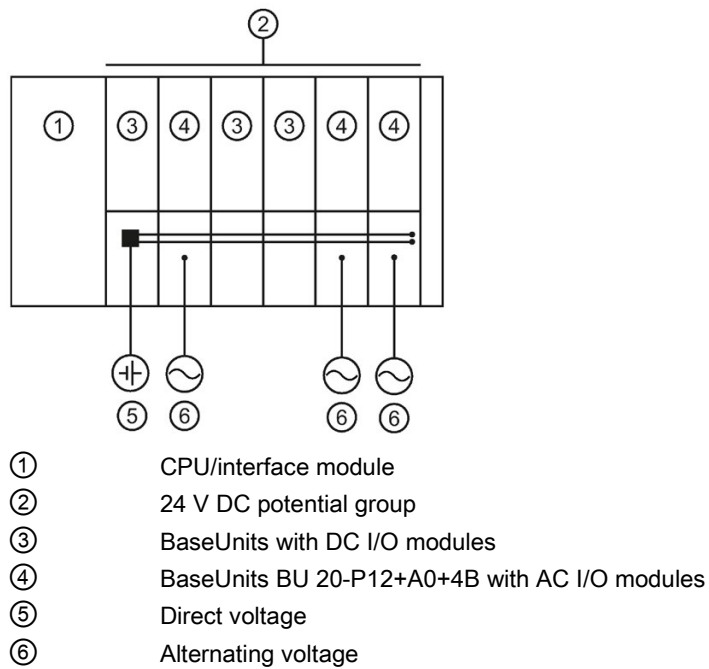 ②
① ③ ④ ③ ③ ④ ④
⑤ ⑥ ⑥ ⑥
① CPU/interface module
② 24 V DC potential group
③ BaseUnits with DC I/O modules
④ BaseUnits BU 20-P12+A0+4B with AC I/O modules
⑤ Direct voltage
⑥ Alternating voltage